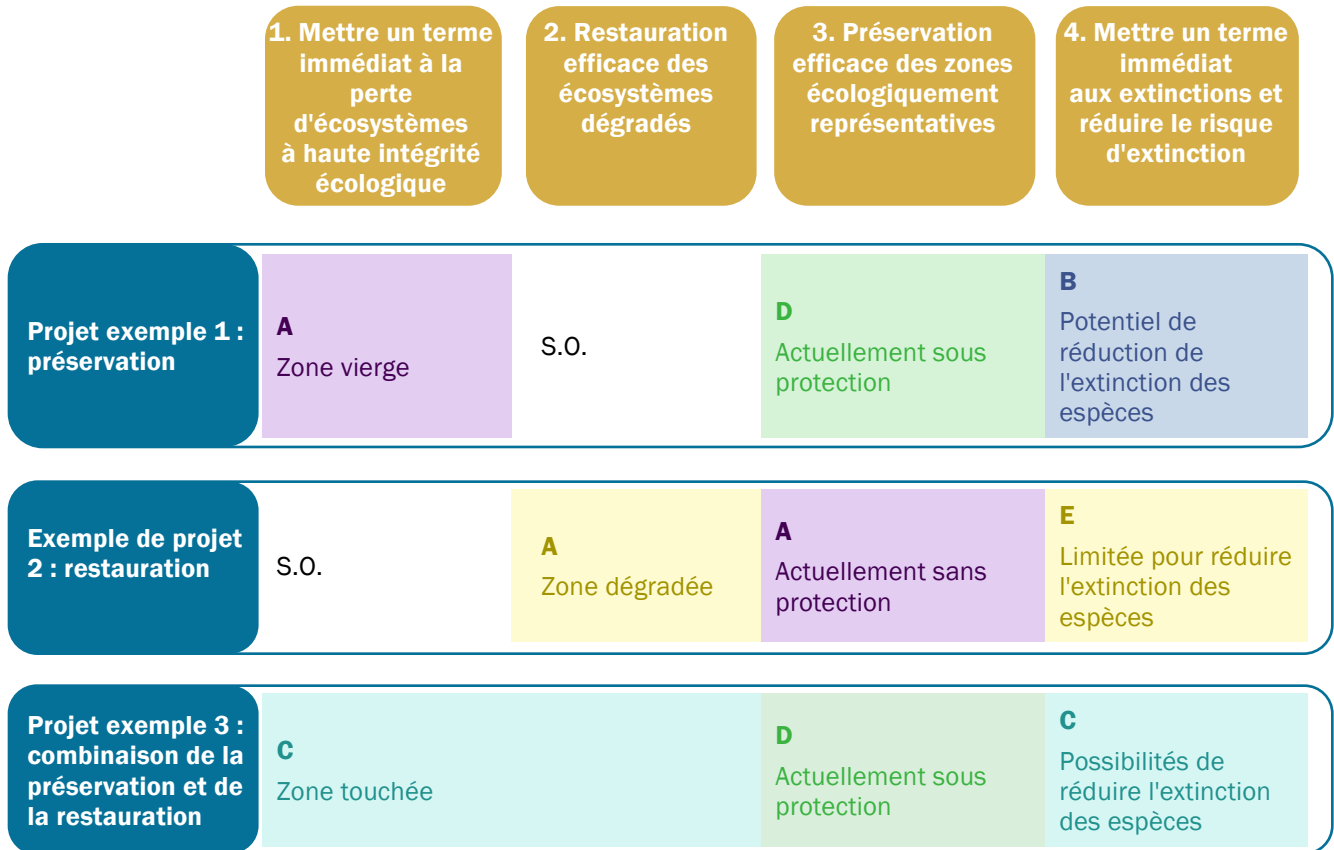 1. Mettre un terme
immédiat à la
perte
d'écosystèmes
à haute intégrité
écologique
2. Restauration
efficace des
écosystèmes
dégradés
3. Préservation
efficace des zones
écologiquement
représentatives
4. Mettre un terme
immédiat
aux extinctions et
réduire le risque
d'extinction
Projet exemple 1 :
préservation
A
Zone vierge
S.O.
D
Actuellement sous
protection
B
Potentiel de
réduction de
l'extinction des
espèces
Exemple de projet
2 : restauration
S.O.
A
Zone dégradée
A
Actuellement sans
protection
E
Limitée pour réduire
l'extinction des
espèces
Projet exemple 3 :
combinaison de la
préservation et de
la restauration
C
Zone touchée
D
Actuellement sous
protection
C
Possibilités de
réduire l'extinction
des espèces